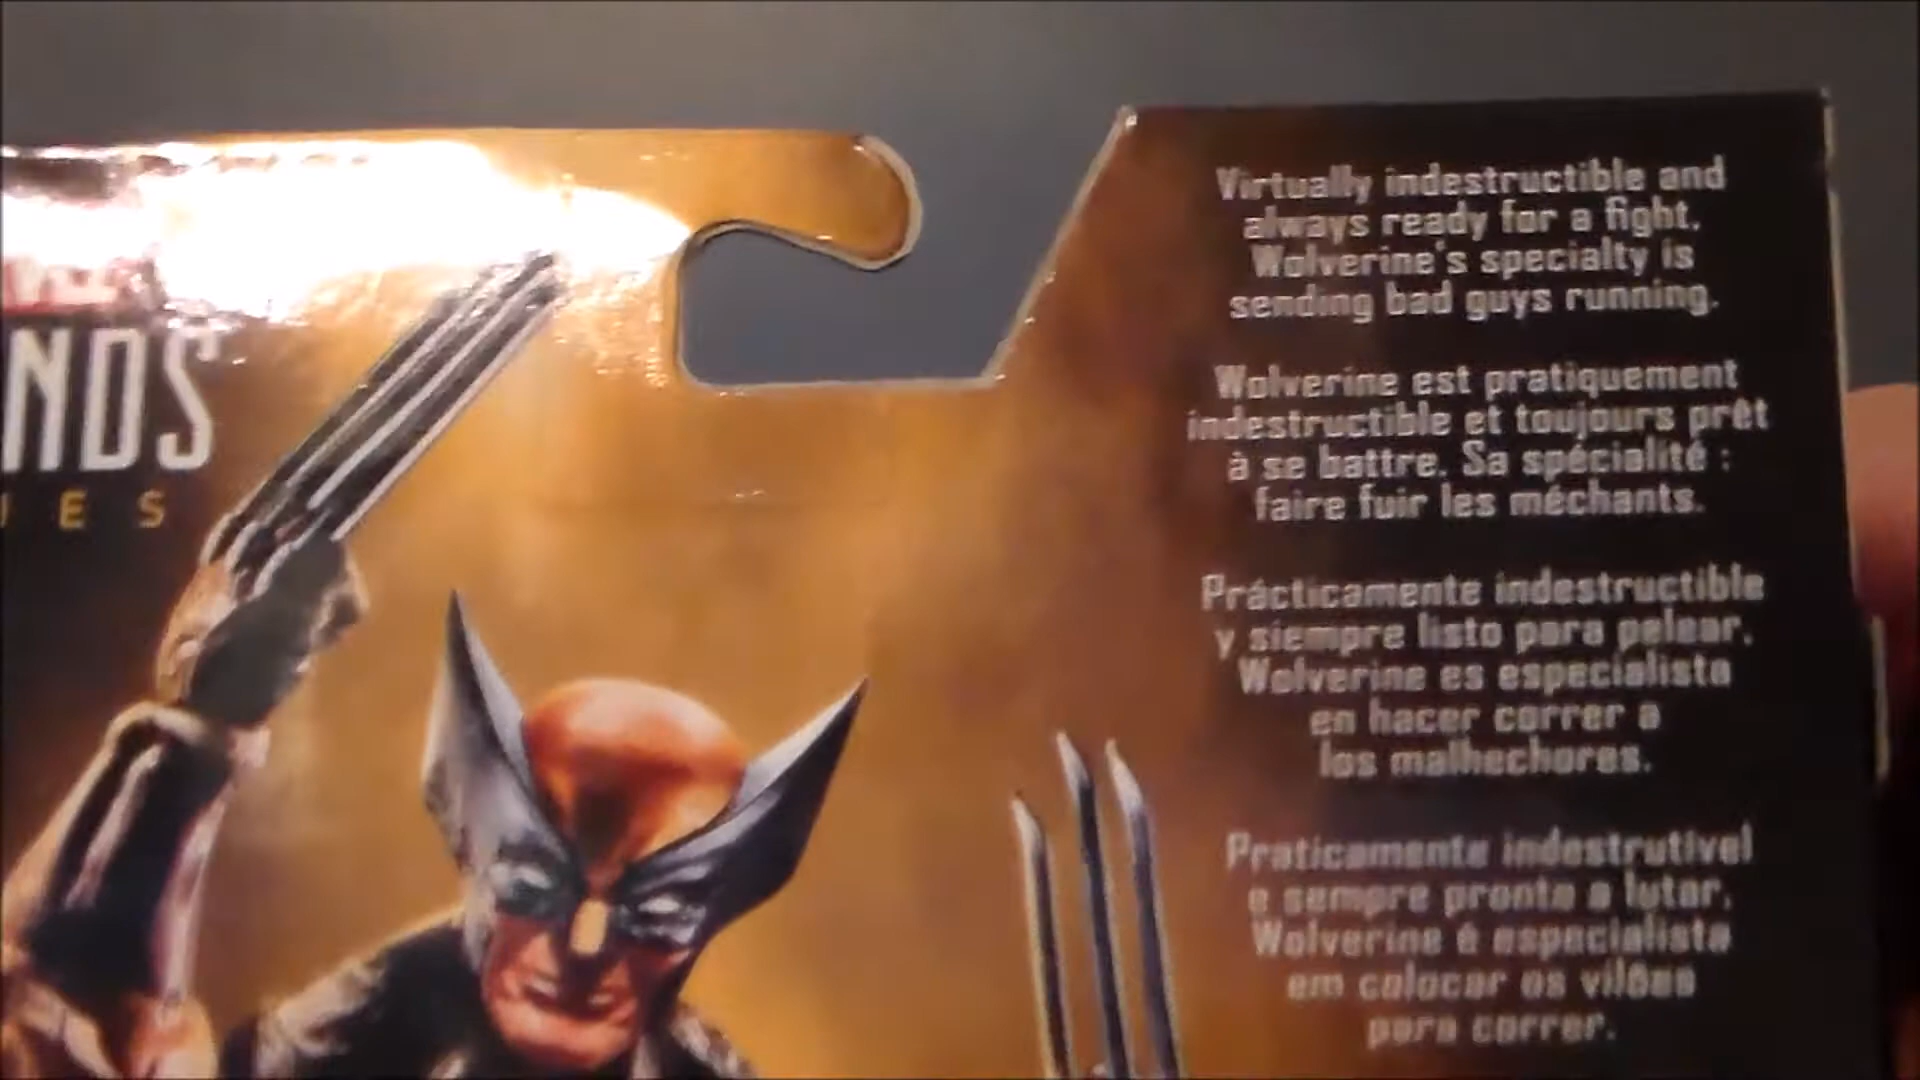 NDS
ES
Virtually indestructible and
always ready for a fight,
Wolverine's specialty is
sending bad guys running.
Wolverine est pratiquement
indestructible et toujours prêt
à se battre. Sa spécialité :
faire fuir les méchants.
Prácticamente indestructible
y siempre listo para pelear,
Wolverine es especialista
en hacer correr a
los malhechores.
Praticamente indestrutível
e sempre pronto a lutar,
Wolverine é especialista
em colocar os vilões
para correr.